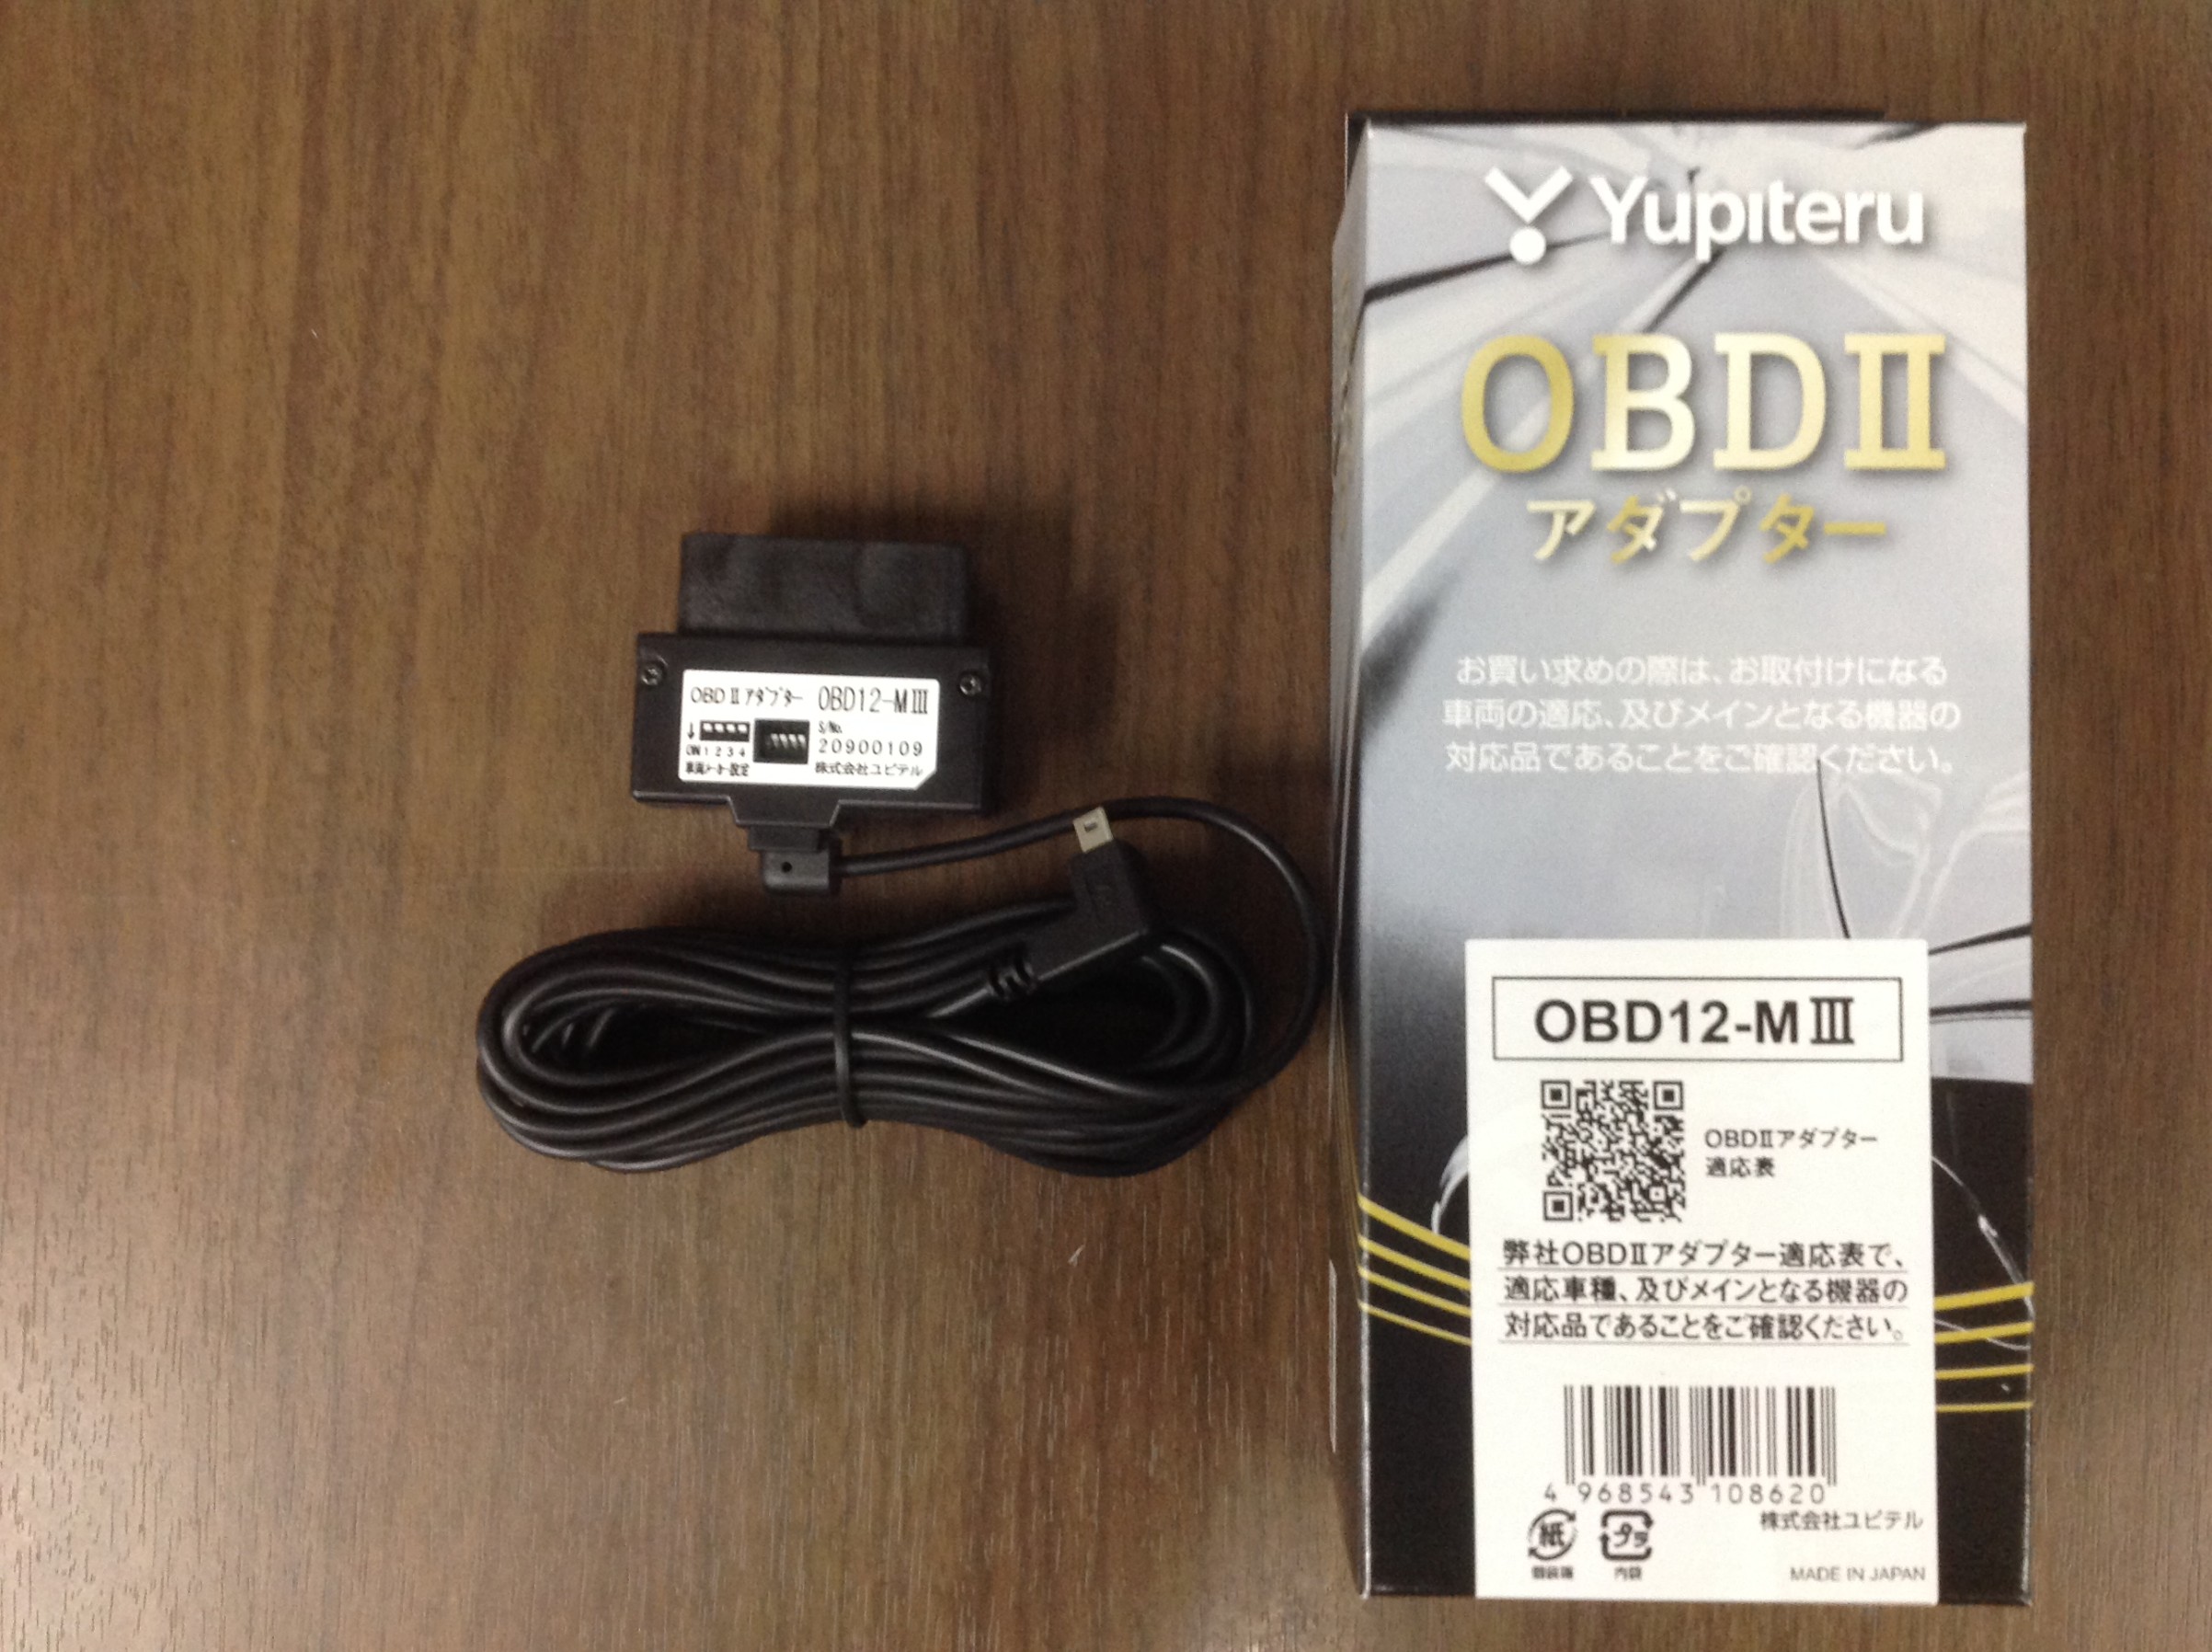 OBDⅡアダプター OBD12-MⅢ
↓
ON 1 2 3 4
車両メーカー設定
S/No.
20900109
株式会社ユピテル
Yupiteru
OBDⅡ
アダプター
お買い求めの際は、お取付けになる
車両の適応、及びメインとなる機器の
対応品であることをご確認ください。
OBD12-MⅢ
OBDⅡアダプター
適応表
弊社OBDⅡアダプター適応表で、
適応車種、及びメインとなる機器の
対応品であることをご確認ください。
4 968543 108620
株式会社ユピテル
紙
個装箱
プラ
内袋
MADE IN JAPAN